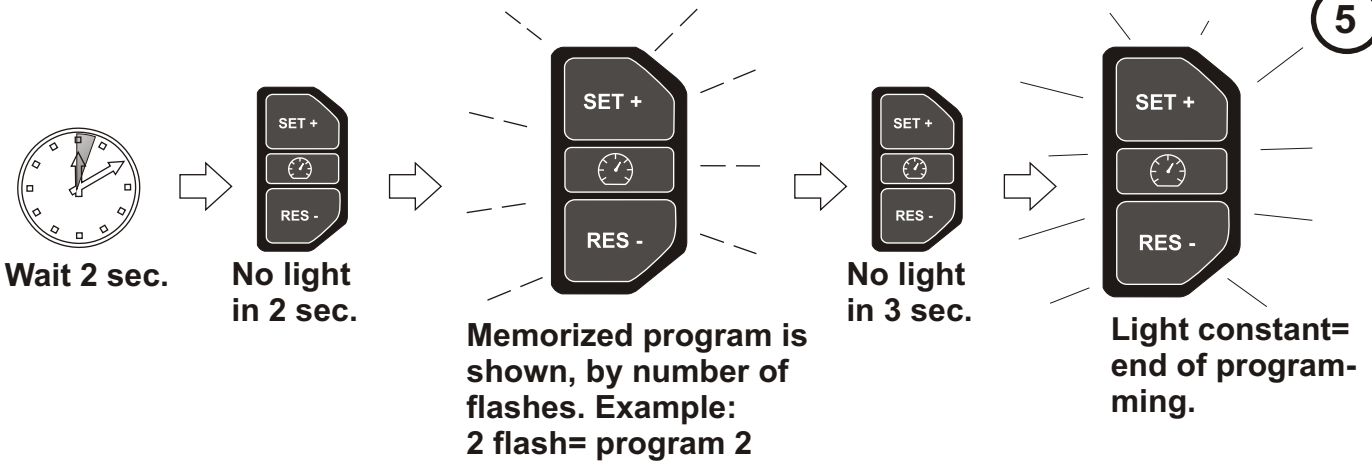 5
SET +
RES -
Wait 2 sec.
SET +
RES -
No light
in 2 sec.
SET +
RES -
Memorized program is
shown, by number of
flashes. Example:
2 flash= program 2
SET +
RES -
No light
in 3 sec.
SET +
RES -
Light constant=
end of program-
ming.